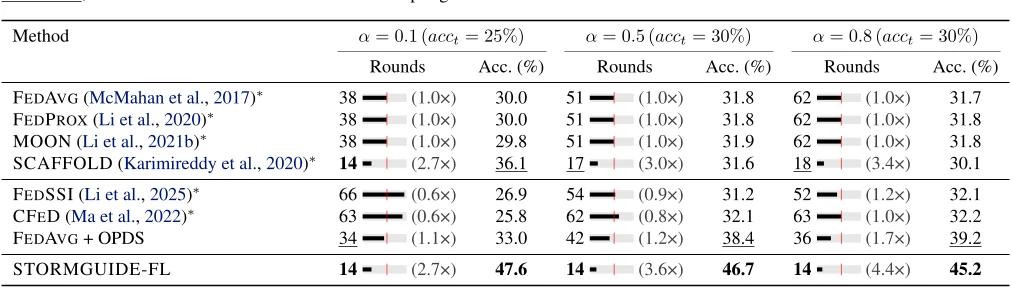 Method α = 0.1 (acc_t = 25%) α = 0.5 (acc_t = 30%) α = 0.8 (acc_t = 30%)
Rounds Acc. (%) Rounds Acc. (%) Rounds Acc. (%)
FEDAVG (McMahan et al., 2017)* 38 (1.0×) 30.0 51 (1.0×) 31.8 62 (1.0×) 31.7
FEDPROX (Li et al., 2020)* 38 (1.0×) 30.0 51 (1.0×) 31.8 62 (1.0×) 31.8
MOON (Li et al., 2021b)* 38 (1.0×) 29.8 51 (1.0×) 31.9 62 (1.0×) 31.8
SCAFFOLD (Karimireddy et al., 2020)* 14 (2.7×) 36.1 17 (3.0×) 31.6 18 (3.4×) 30.1
FEDSSI (Li et al., 2025)* 66 (0.6×) 26.9 54 (0.9×) 31.2 52 (1.2×) 32.1
CFED (Ma et al., 2022)* 63 (0.6×) 25.8 62 (0.8×) 32.1 63 (1.0×) 32.2
FEDAVG + OPDS 34 (1.1×) 33.0 42 (1.2×) 38.4 36 (1.7×) 39.2
STORMGUIDE-FL 14 (2.7×) 47.6 14 (3.6×) 46.7 14 (4.4×) 45.2